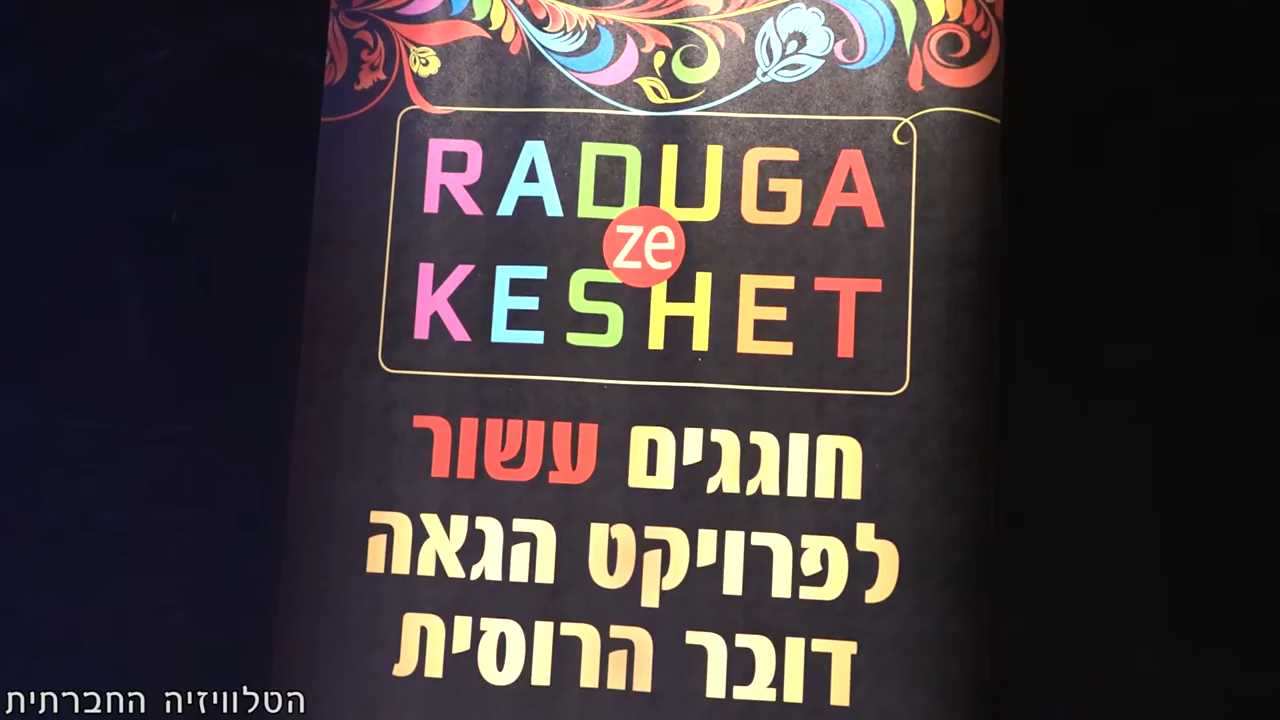 RADUGA
ze
KESHET
חוגגים עשור
לפרויקט הגאה
דובר הרוסית
הטלוויזיה החברתית